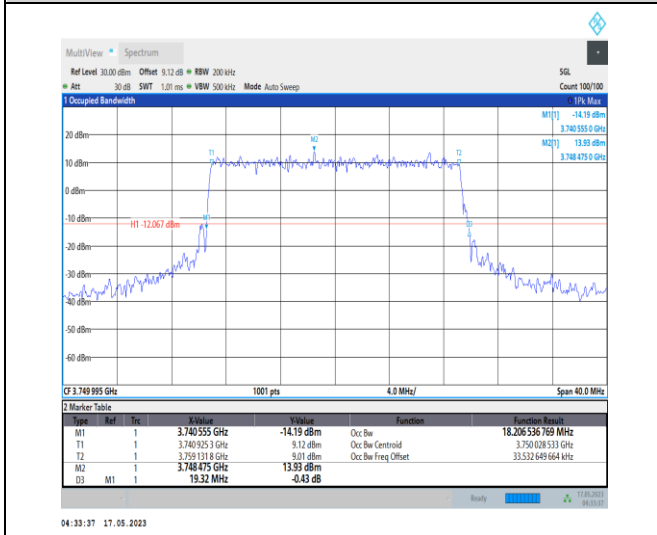 MultiView Spectrum
Ref Level 30.00 dBm Offset 9.12 dB RBW 200 kHz SGL
Att 30 dB SWT 1.01 ms VBW 500 kHz Mode Auto Sweep Count 100/100
1 Occupied Bandwidth 1Pk Max
M1[1] -14.19 dBm
3.740 555 0 GHz
20 dBm M2 M2[1] 13.93 dBm
T1 T2 3.748 475 0 GHz
10 dBm
0 dBm
-10 dBm
M1
H1 -12.067 dBm
-20 dBm
-30 dBm
-40 dBm
-50 dBm
-60 dBm
CF 3.749 995 GHz 1001 pts 4.0 MHz/ Span 40.0 MHz
2 Marker Table
Type Ref Trc X-Value Y-Value Function Function Result
M1 1 3.740 555 GHz -14.19 dBm Occ Bw 18.206 536 769 MHz
T1 1 3.740 925 3 GHz 9.12 dBm Occ Bw Centroid 3.750 028 533 GHz
T2 1 3.759 131 8 GHz 9.01 dBm Occ Bw Freq Offset 33.532 649 664 kHz
M2 1 3.748 475 GHz 13.93 dBm
D3 M1 1 19.32 MHz -0.43 dB
Ready 17.05.2023
04:33:37
04:33:37 17.05.2023